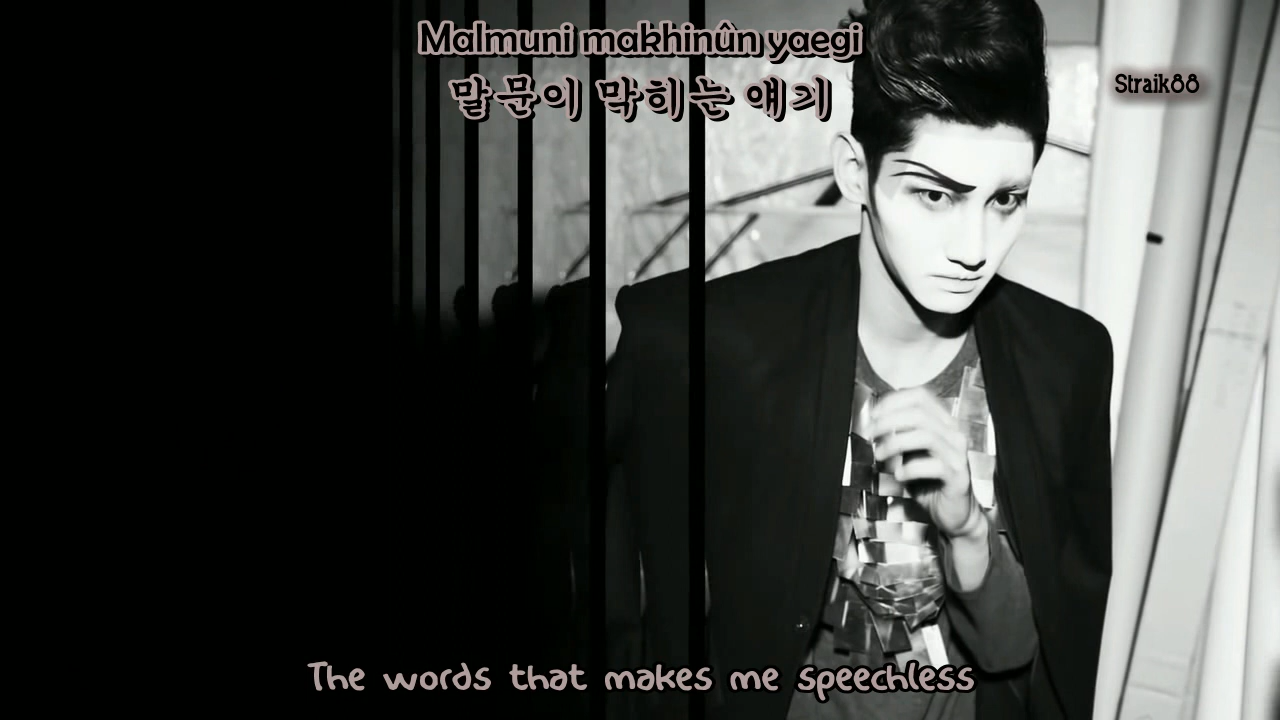 Malmuni makhinûn yaegi
말문이 막히는 얘기
Straik88
The words that makes me speechless